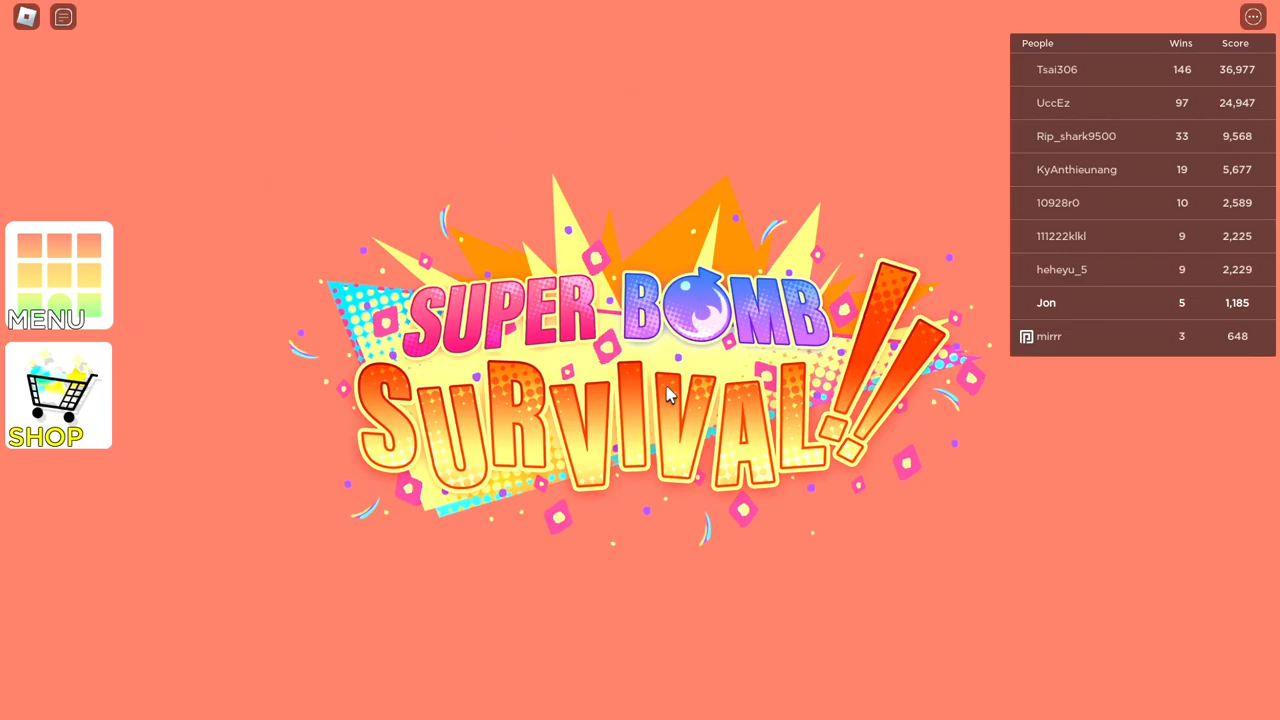 People Wins Score
Tsai306 146 36,977
UccEz 97 24,947
Rip_shark9500 33 9,568
KyAnthieunang 19 5,677
10928r0 10 2,589
111222klkl 9 2,225
heheyu_5 9 2,229
Jon 5 1,185
mirrr 3 648
MENU
SHOP
SUPER BOMB
SURVIVAL!!